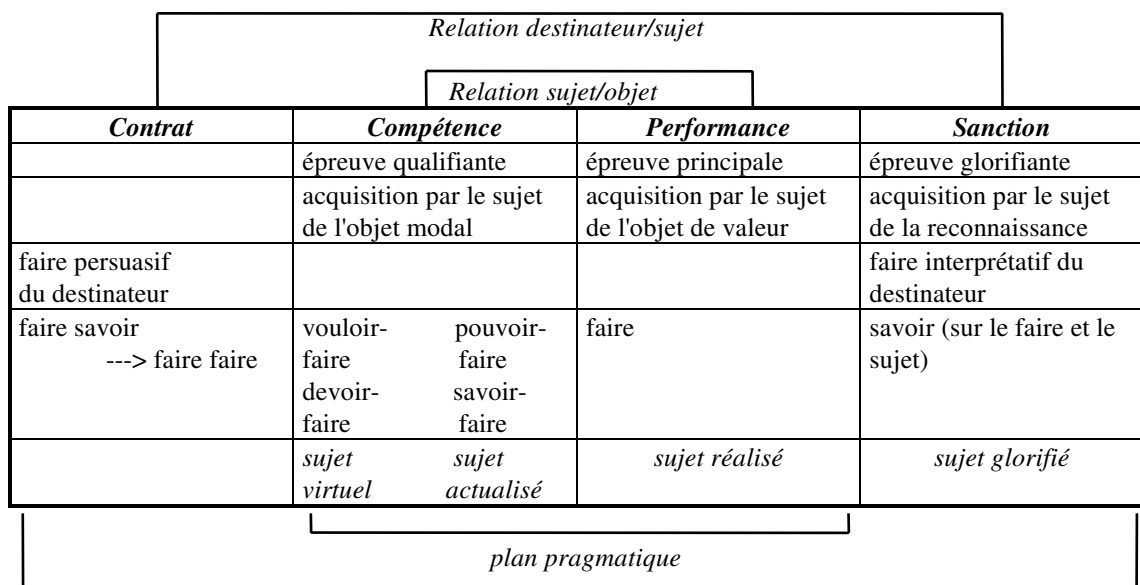 Relation destinateur/sujet
Relation sujet/objet
Contrat Compétence Performance Sanction
épreuve qualifiante épreuve principale épreuve glorifiante
acquisition par le sujet acquisition par le sujet acquisition par le sujet
de l'objet modal de l'objet de valeur de la reconnaissance
faire persuasif faire interprétatif du
du destinateur destinateur
faire savoir vouloir- pouvoir- faire savoir (sur le faire et le
---> faire faire faire faire sujet)
devoir- savoir-
faire faire
sujet sujet sujet réalisé sujet glorifié
virtuel actualisé
plan pragmatique